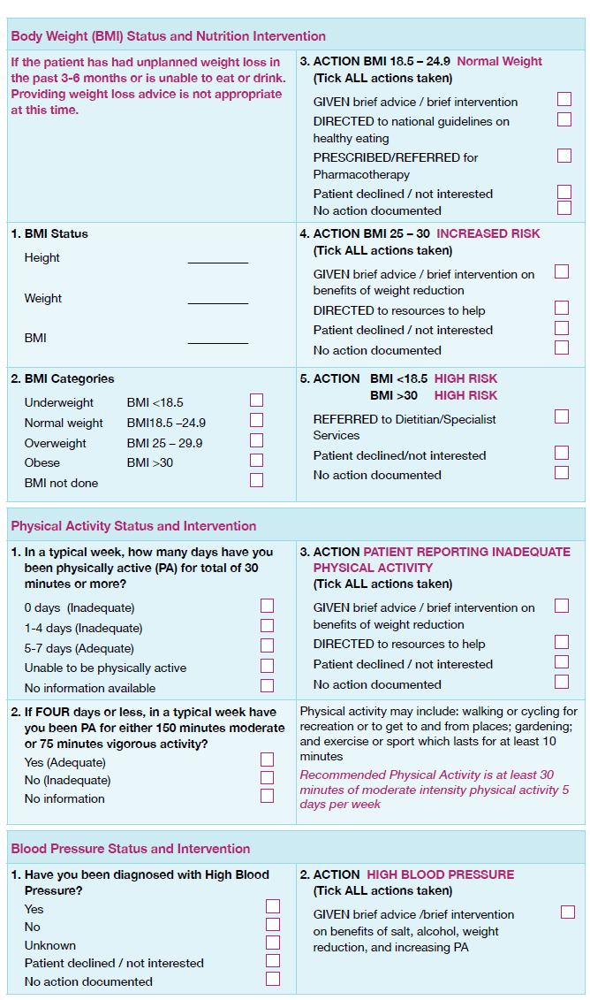 Body Weight (BMI) Status and Nutrition Intervention
If the patient has had unplanned weight loss in
the past 3-6 months or is unable to eat or drink.
Providing weight loss advice is not appropriate
at this time.
3. ACTION BMI 18.5 – 24.9 Normal Weight
(Tick ALL actions taken)
GIVEN brief advice / brief intervention
DIRECTED to national guidelines on
healthy eating
PRESCRIBED/REFERRED for
Pharmacotherapy
Patient declined / not interested
No action documented
1. BMI Status
Height _________
Weight _________
BMI _________
4. ACTION BMI 25 – 30 INCREASED RISK
(Tick ALL actions taken)
GIVEN brief advice / brief intervention on
benefits of weight reduction
DIRECTED to resources to help
Patient declined / not interested
No action documented
2. BMI Categories
Underweight BMI <18.5
Normal weight BMI18.5 –24.9
Overweight BMI 25 – 29.9
Obese BMI >30
BMI not done
5. ACTION BMI <18.5 HIGH RISK
BMI >30 HIGH RISK
REFERRED to Dietitian/Specialist
Services
Patient declined/not interested
No action documented
Physical Activity Status and Intervention
1. In a typical week, how many days have you
been physically active (PA) for total of 30
minutes or more?
0 days (Inadequate)
1-4 days (Inadequate)
5-7 days (Adequate)
Unable to be physically active
No information available
3. ACTION PATIENT REPORTING INADEQUATE
PHYSICAL ACTIVITY
(Tick ALL actions taken)
GIVEN brief advice / brief intervention on
benefits of weight reduction
DIRECTED to resources to help
Patient declined / not interested
No action documented
2. If FOUR days or less, in a typical week have
you been PA for either 150 minutes moderate
or 75 minutes vigorous activity?
Yes (Adequate)
No (Inadequate)
No information
Physical activity may include: walking or cycling for
recreation or to get to and from places; gardening;
and exercise or sport which lasts for at least 10
minutes
Recommended Physical Activity is at least 30
minutes of moderate intensity physical activity 5
days per week
Blood Pressure Status and Intervention
1. Have you been diagnosed with High Blood
Pressure?
Yes
No
Unknown
Patient declined / not interested
No action documented
2. ACTION HIGH BLOOD PRESSURE
(Tick ALL actions taken)
GIVEN brief advice /brief intervention
on benefits of salt, alcohol, weight
reduction, and increasing PA